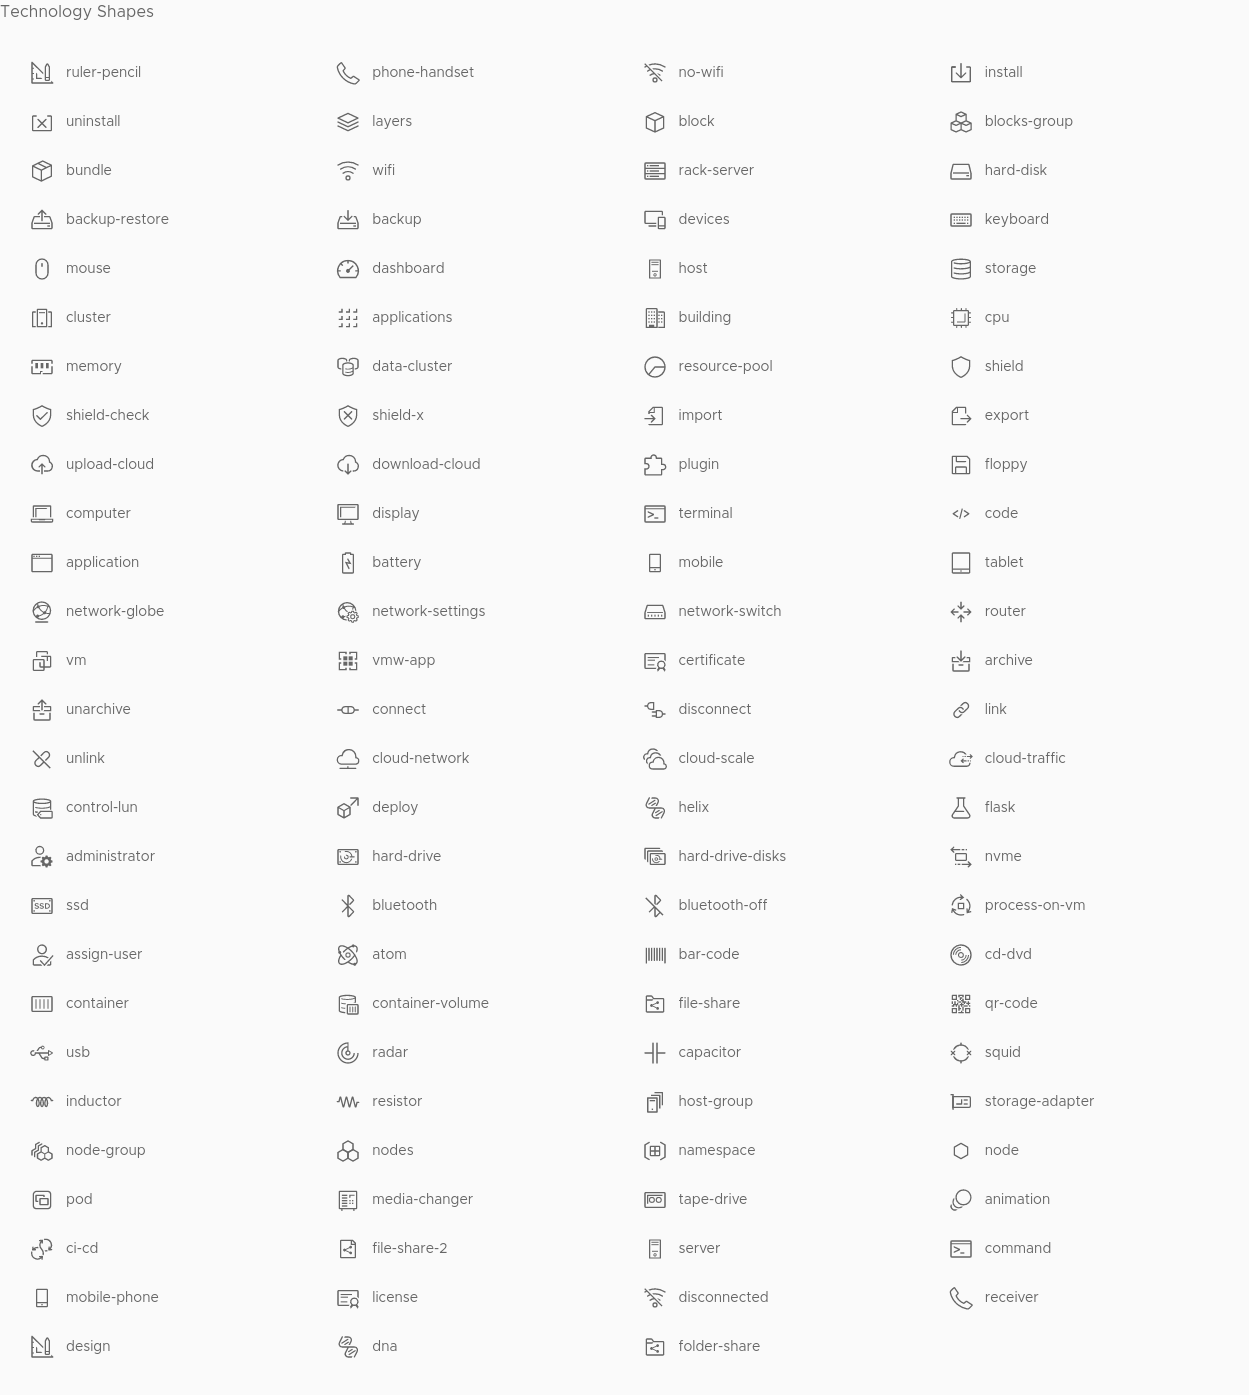 Technology Shapes
ruler-pencil phone-handset no-wifi install
uninstall layers block blocks-group
bundle wifi rack-server hard-disk
backup-restore backup devices keyboard
mouse dashboard host storage
cluster applications building cpu
memory data-cluster resource-pool shield
shield-check shield-x import export
upload-cloud download-cloud plugin floppy
computer display terminal code
application battery mobile tablet
network-globe network-settings network-switch router
vm vmw-app certificate archive
unarchive connect disconnect link
unlink cloud-network cloud-scale cloud-traffic
control-lun deploy helix flask
administrator hard-drive hard-drive-disks nvme
SSD ssd bluetooth bluetooth-off process-on-vm
assign-user atom bar-code cd-dvd
container container-volume file-share qr-code
usb radar capacitor squid
inductor resistor host-group storage-adapter
node-group nodes namespace node
pod media-changer tape-drive animation
ci-cd file-share-2 server command
mobile-phone license disconnected receiver
design dna folder-share